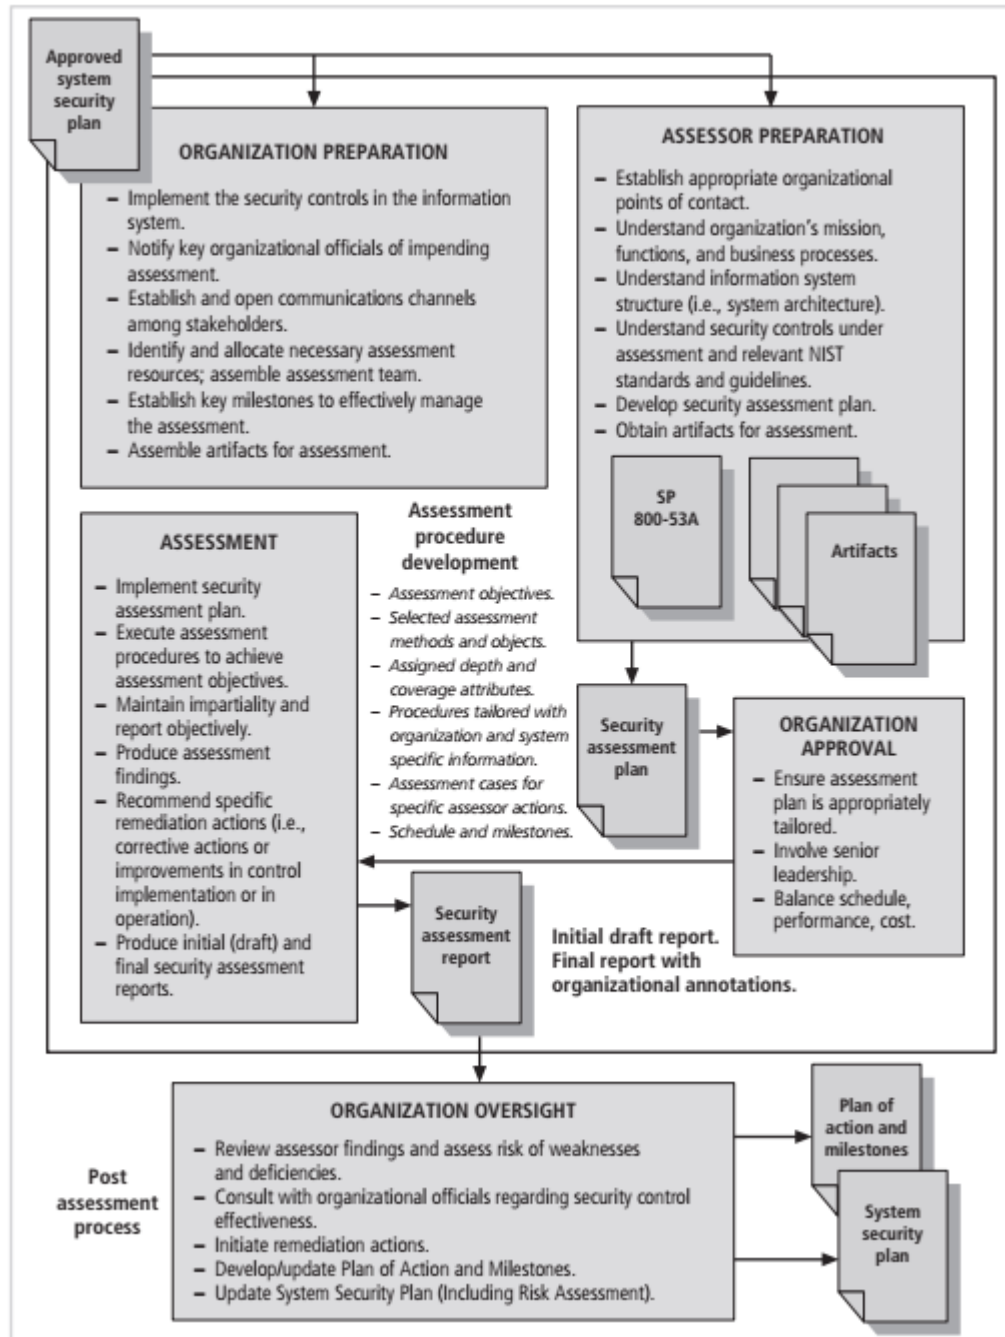 Approved
system
security
plan
ORGANIZATION PREPARATION
– Implement the security controls in the information
system.
– Notify key organizational officials of impending
assessment.
– Establish and open communications channels
among stakeholders.
– Identify and allocate necessary assessment
resources; assemble assessment team.
– Establish key milestones to effectively manage
the assessment.
– Assemble artifacts for assessment.
ASSESSOR PREPARATION
– Establish appropriate organizational
points of contact.
– Understand organization's mission,
functions, and business processes.
– Understand information system
structure (i.e., system architecture).
– Understand security controls under
assessment and relevant NIST
standards and guidelines.
– Develop security assessment plan.
– Obtain artifacts for assessment.
SP
800-53A
Artifacts
Assessment
procedure
development
– Assessment objectives.
– Selected assessment
methods and objects.
– Assigned depth and
coverage attributes.
– Procedures tailored with
organization and system
specific information.
– Assessment cases for
specific assessor actions.
– Schedule and milestones.
Security
assessment
plan
ORGANIZATION
APPROVAL
– Ensure assessment
plan is appropriately
tailored.
– Involve senior
leadership.
– Balance schedule,
performance, cost.
ASSESSMENT
– Implement security
assessment plan.
– Execute assessment
procedures to achieve
assessment objectives.
– Maintain impartiality and
report objectively.
– Produce assessment
findings.
– Recommend specific
remediation actions (i.e.,
corrective actions or
improvements in control
implementation or in
operation).
– Produce initial (draft) and
final security assessment
reports.
Security
assessment
report
Initial draft report.
Final report with
organizational annotations.
Post
assessment
process
ORGANIZATION OVERSIGHT
– Review assessor findings and assess risk of weaknesses
and deficiencies.
– Consult with organizational officials regarding security control
effectiveness.
– Initiate remediation actions.
– Develop/update Plan of Action and Milestones.
– Update System Security Plan (Including Risk Assessment).
Plan of
action and
milestones
System
security
plan